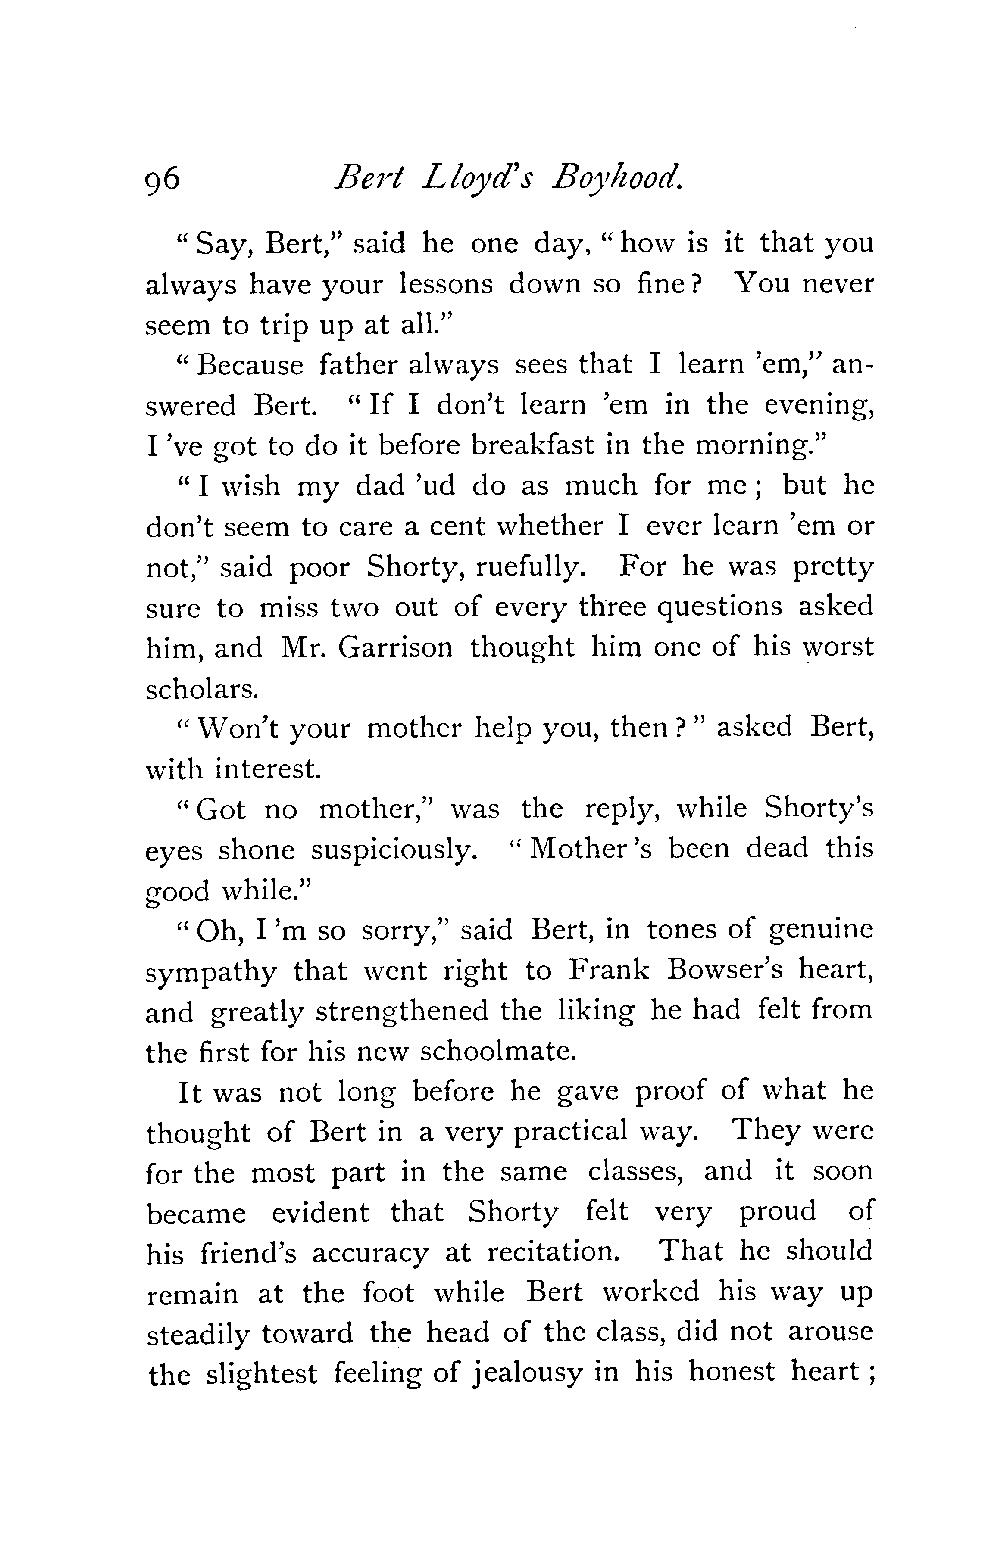 96 Bert Lloyd's Boyhood.
" Say, Bert," said he one day, " how is it that you
always have your lessons down so fine ? You never
seem to trip up at all."
" Because father always sees that I learn 'em," an-
swered Bert. " If I don't learn 'em in the evening,
I 've got to do it before breakfast in the morning."
" I wish my dad 'ud do as much for me ; but he
don't seem to care a cent whether I ever learn 'em or
not," said poor Shorty, ruefully. For he was pretty
sure to miss two out of every three questions asked
him, and Mr. Garrison thought him one of his worst
scholars.
" Won't your mother help you, then ? " asked Bert,
with interest.
" Got no mother," was the reply, while Shorty's
eyes shone suspiciously. " Mother 's been dead this
good while."
" Oh, I 'm so sorry," said Bert, in tones of genuine
sympathy that went right to Frank Bowser's heart,
and greatly strengthened the liking he had felt from
the first for his new schoolmate.
It was not long before he gave proof of what he
thought of Bert in a very practical way. They were
for the most part in the same classes, and it soon
became evident that Shorty felt very proud of
his friend's accuracy at recitation. That he should
remain at the foot while Bert worked his way up
steadily toward the head of the class, did not arouse
the slightest feeling of jealousy in his honest heart ;